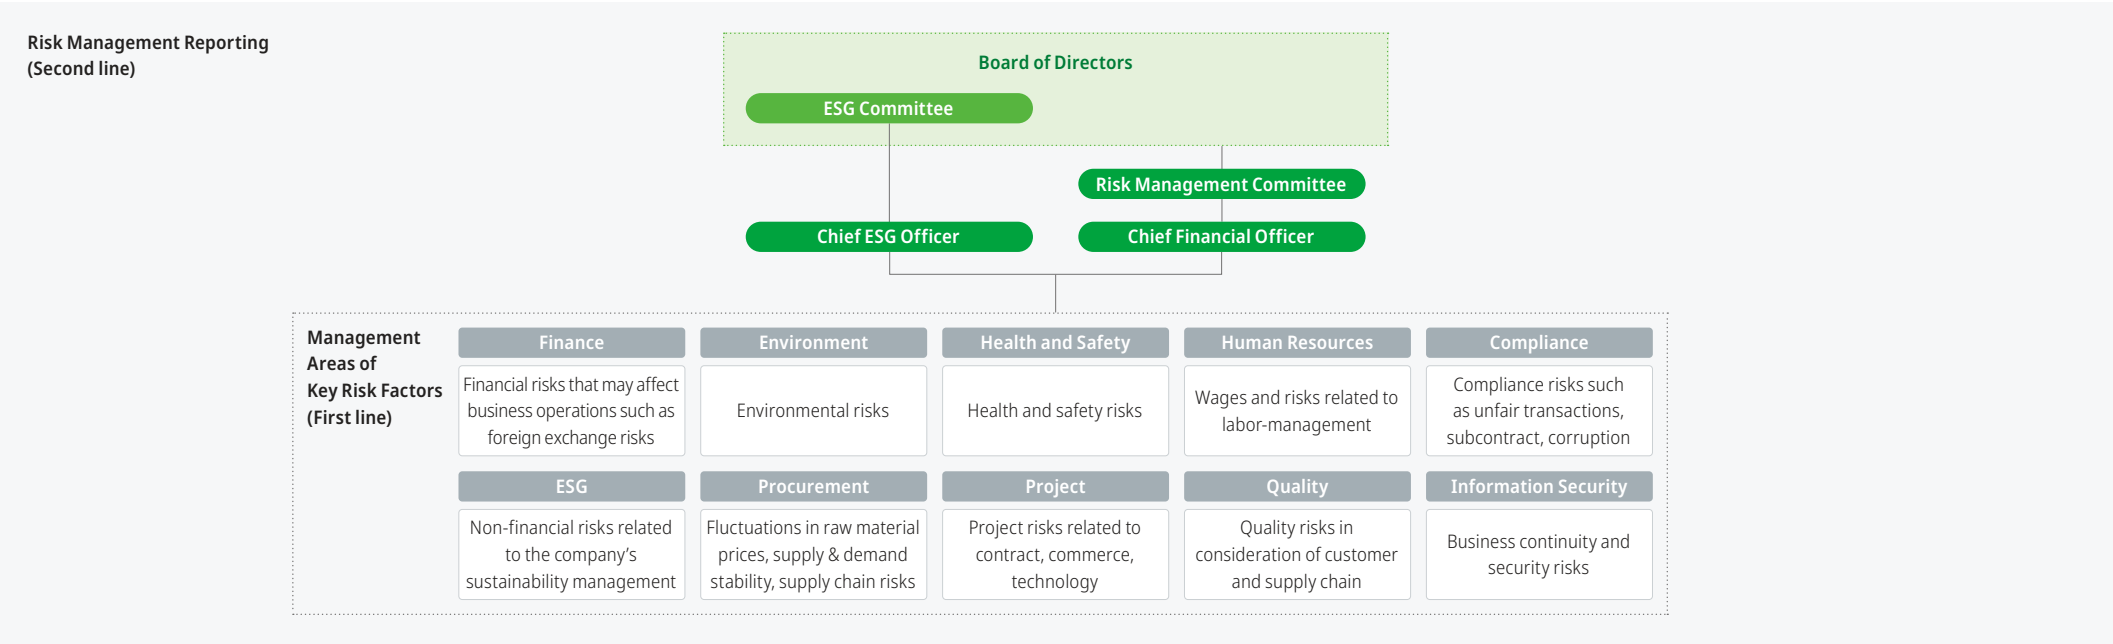 Risk Management Reporting
(Second line)
Board of Directors
ESG Committee
Risk Management Committee
Chief ESG Officer
Chief Financial Officer
Management
Areas of
Key Risk Factors
(First line)
Finance
Financial risks that may affect
business operations such as
foreign exchange risks
Environment
Environmental risks
Health and Safety
Health and safety risks
Human Resources
Wages and risks related to
labor-management
Compliance
Compliance risks such
as unfair transactions,
subcontract, corruption
ESG
Non-financial risks related
to the company’s
sustainability management
Procurement
Fluctuations in raw material
prices, supply & demand
stability, supply chain risks
Project
Project risks related to
contract, commerce,
technology
Quality
Quality risks in
consideration of customer
and supply chain
Information Security
Business continuity and
security risks